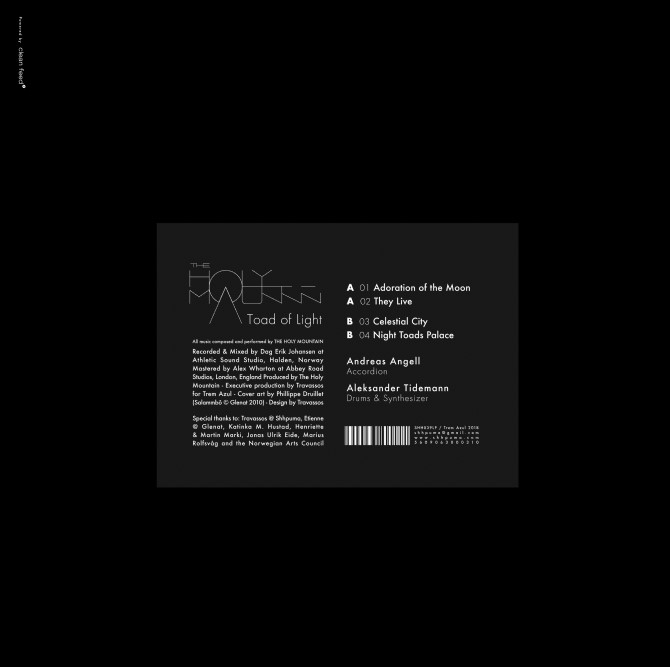 Powered by clean feed
THE
HOLY
MOUNTAIN
Toad of Light
All music composed and performed by THE HOLY MOUNTAIN
Recorded & Mixed by Dag Erik Johansen at
Athletic Sound Studio, Halden, Norway
Mastered by Alex Wharton at Abbey Road
Studios, London, England Produced by The Holy
Mountain · Executive production by Travassos
for Trem Azul · Cover art by Phillippe Druillet
(Salammbô © Glenat 2010) · Design by Travassos
Special thanks to: Travassos @ Shhpuma, Etienne
@ Glenat, Katinka M. Hustad, Henriette
& Martin Marki, Jonas Ulrik Eide, Marius
Rolfsvåg and the Norwegian Arts Council
A 01 Adoration of the Moon
A 02 They Live
B 03 Celestial City
B 04 Night Toads Palace
Andreas Angell
Accordion
Aleksander Tidemann
Drums & Synthesizer
SHH039LP / Trem Azul 2018
shhpuma@gmail.com
www.shhpuma.com